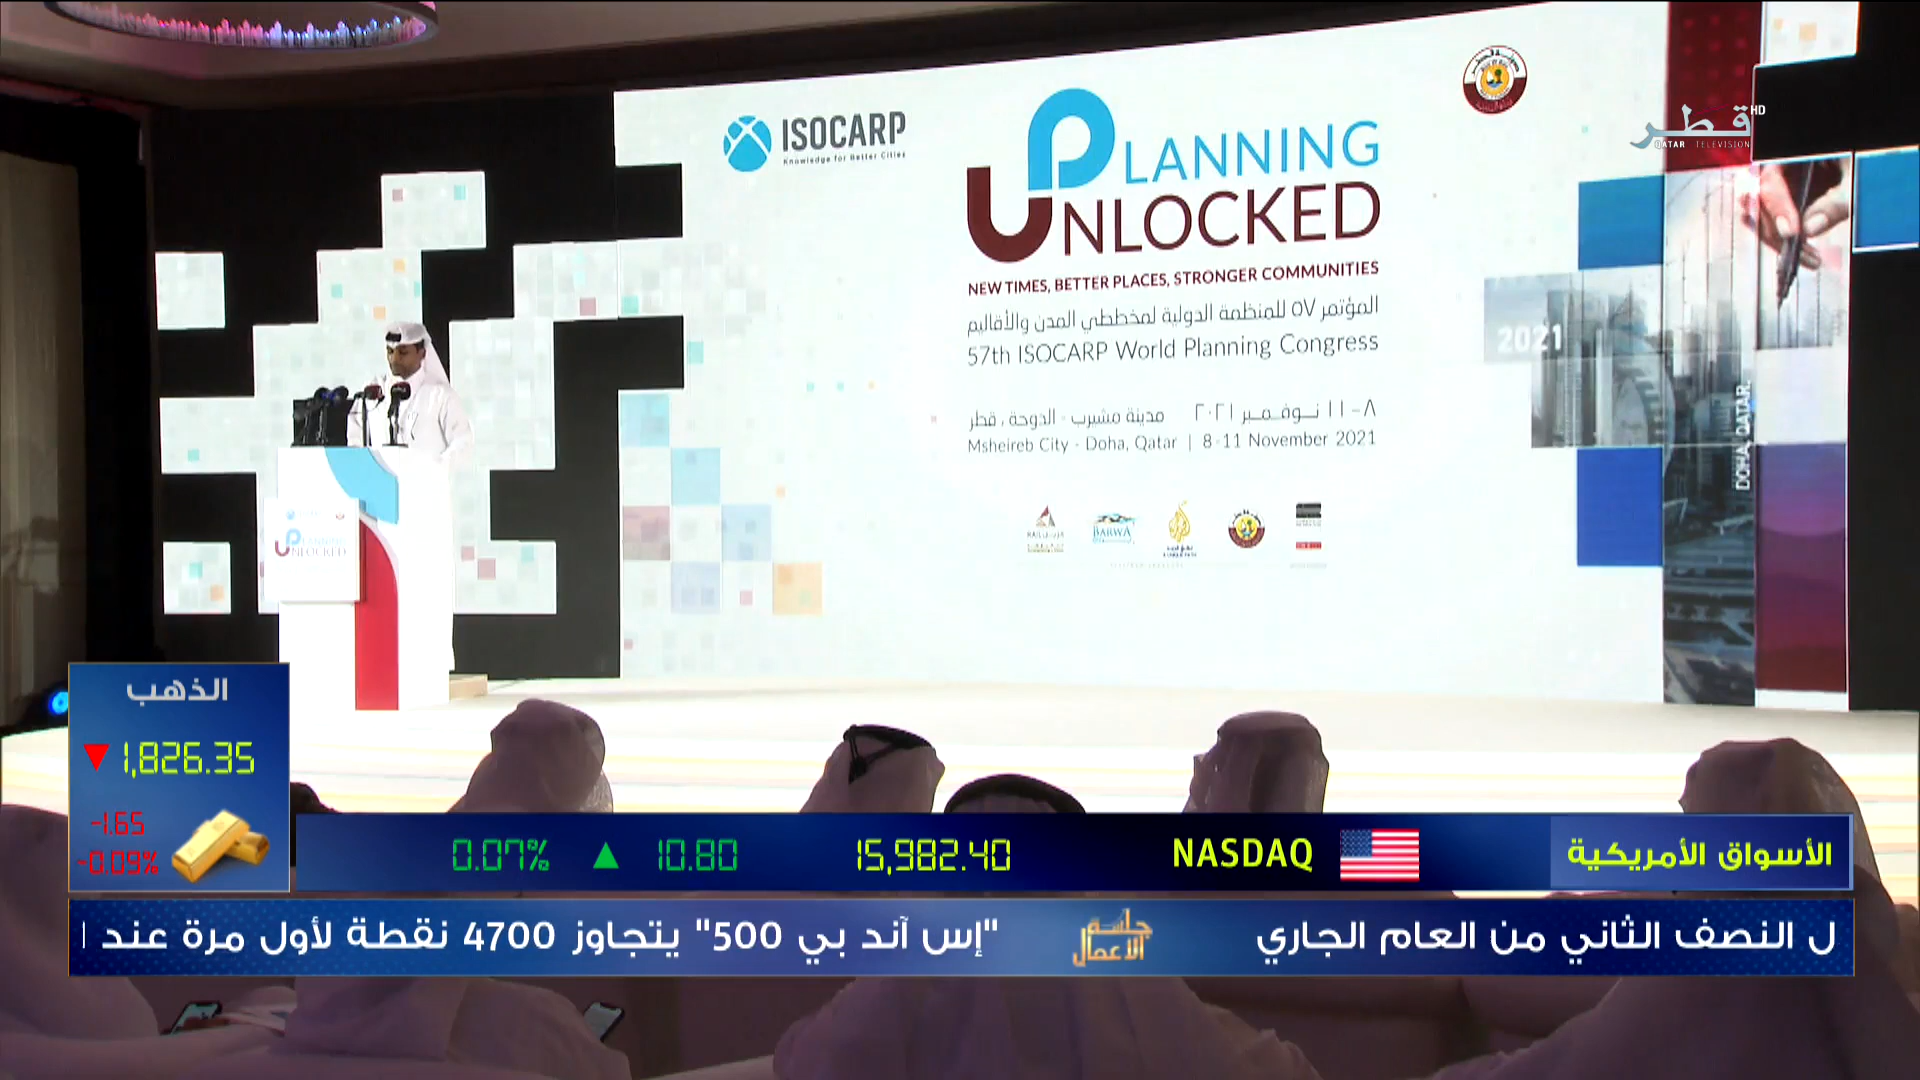 ISOCARP
Knowledge for Better Cities
PLANNING
UNLOCKED
NEW TIMES, BETTER PLACES, STRONGER COMMUNITIES
المؤتمر ٥٧ للمنظمة الدولية لمخططي المدن والأقاليم
57th ISOCARP World Planning Congress
٨-١١ نوفمبر ٢٠٢١ مدينة مشيرب - الدوحة، قطر
Msheireb City - Doha, Qatar | 8-11 November 2021
BARWA
2021
DOHA, QATAR.
قطر HD
QATAR TELEVISION
PLANNING
UNLOCKED
الذهب
1,826.35
-1.65
-0.09%
الأسواق الأمريكية NASDAQ 15,982.40 10.80 ▲ 0.07%
ل النصف الثاني من العام الجاري جلسة الأعمال "إس آند بي 500" يتجاوز 4700 نقطة لأول مرة عند ا